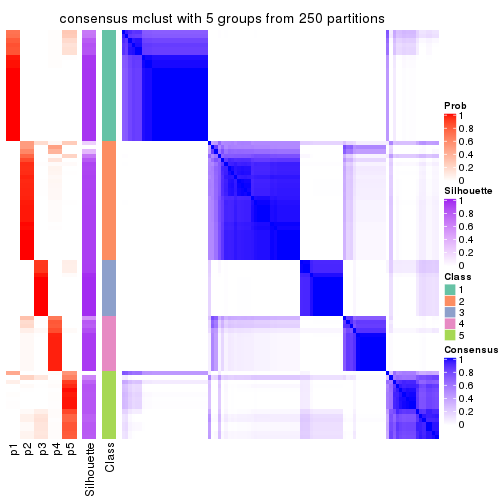 consensus mclust with 5 groups from 250 partitions
Prob
1
0.8
0.6
0.4
0.2
0
Silhouette
1
0.8
0.6
0.4
0.2
0
Class
1
2
3
4
5
Consensus
1
0.8
0.6
0.4
0.2
0
p1
p2
p3
p4
p5
Silhouette
Class